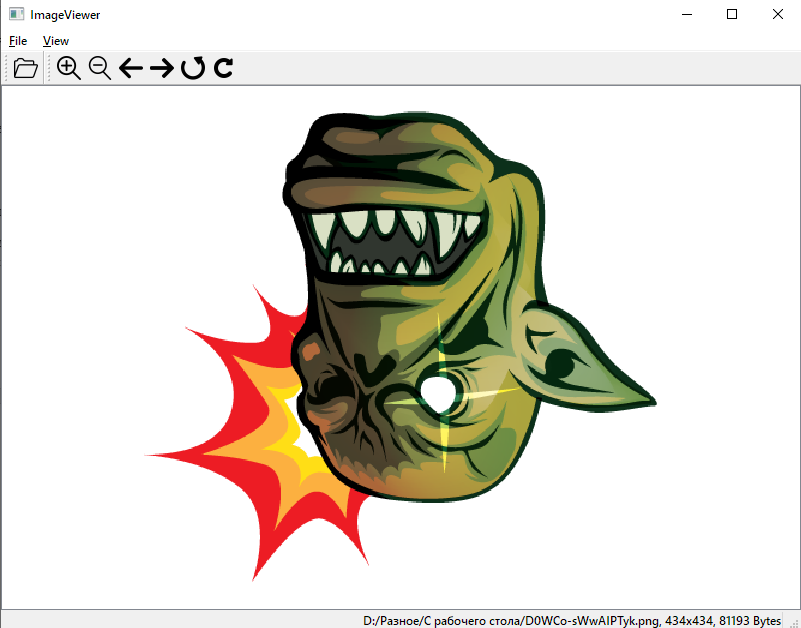 ImageViewer
File View
D:/Разное/С рабочего стола/D0WCo-sWwAIPTyk.png, 434x434, 81193 Bytes